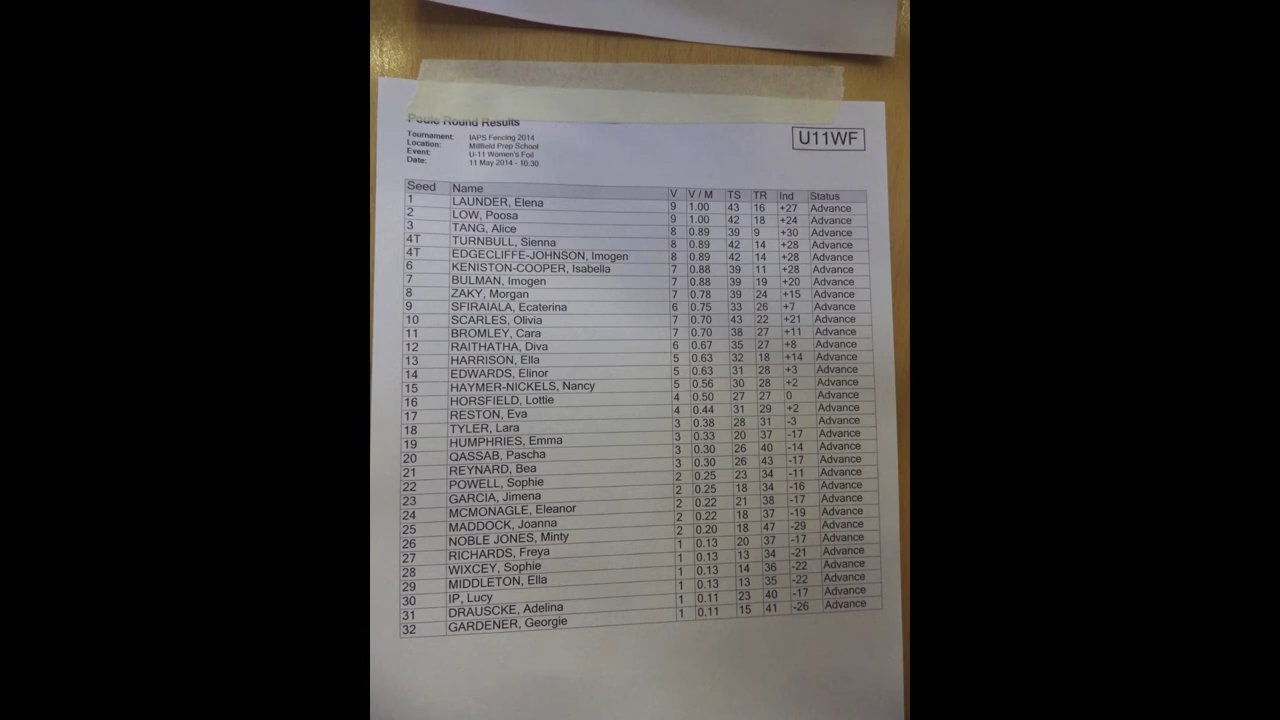 Poule Round Results
Tournament: IAPS Fencing 2014
Location: Millfield Prep School
Event: U-11 Women's Foil
Date: 11 May 2014 - 10:30
U11WF
Seed Name V V / M TS TR Ind Status
1 LAUNDER, Elena 9 1.00 43 16 +27 Advance
2 LOW, Poosa 9 1.00 42 18 +24 Advance
3 TANG, Alice 8 0.89 39 9 +30 Advance
4T TURNBULL, Sienna 8 0.89 42 14 +28 Advance
4T EDGECLIFFE-JOHNSON, Imogen 8 0.89 42 14 +28 Advance
6 KENISTON-COOPER, Isabella 7 0.88 39 11 +28 Advance
7 BULMAN, Imogen 7 0.88 39 19 +20 Advance
8 ZAKY, Morgan 7 0.78 39 24 +15 Advance
9 SFIRAIALA, Ecaterina 6 0.75 33 26 +7 Advance
10 SCARLES, Olivia 7 0.70 43 22 +21 Advance
11 BROMLEY, Cara 7 0.70 38 27 +11 Advance
12 RAITHATHA, Diva 6 0.67 35 27 +8 Advance
13 HARRISON, Ella 5 0.63 32 18 +14 Advance
14 EDWARDS, Elinor 5 0.63 31 28 +3 Advance
15 HAYMER-NICKELS, Nancy 5 0.56 30 28 +2 Advance
16 HORSFIELD, Lottie 4 0.50 27 27 0 Advance
17 RESTON, Eva 4 0.44 31 29 +2 Advance
18 TYLER, Lara 3 0.38 28 31 -3 Advance
19 HUMPHRIES, Emma 3 0.33 20 37 -17 Advance
20 QASSAB, Pascha 3 0.30 26 40 -14 Advance
21 REYNARD, Bea 3 0.30 26 43 -17 Advance
22 POWELL, Sophie 2 0.25 23 34 -11 Advance
23 GARCIA, Jimena 2 0.25 18 34 -16 Advance
24 MCMONAGLE, Eleanor 2 0.22 21 38 -17 Advance
25 MADDOCK, Joanna 2 0.22 18 37 -19 Advance
26 NOBLE JONES, Minty 2 0.20 18 47 -29 Advance
27 RICHARDS, Freya 1 0.13 20 37 -17 Advance
28 WIXCEY, Sophie 1 0.13 13 34 -21 Advance
29 MIDDLETON, Ella 1 0.13 14 36 -22 Advance
30 IP, Lucy 1 0.13 13 35 -22 Advance
31 DRAUSCKE, Adelina 1 0.11 23 40 -17 Advance
32 GARDENER, Georgie 1 0.11 15 41 -26 Advance